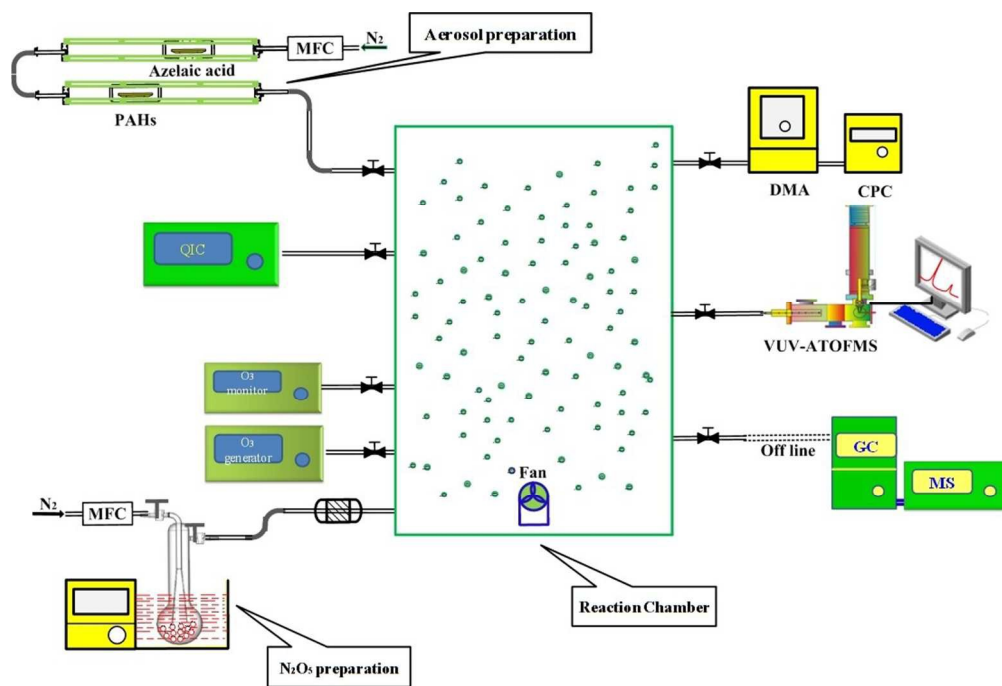 N₂
MFC
Aerosol preparation
Azelaic acid
PAHs
DMA
CPC
QIC
VUV-ATOFMS
O₃
monitor
O₃
generator
Off line
GC
MS
Fan
N₂
MFC
Reaction Chamber
N₂O₅ preparation